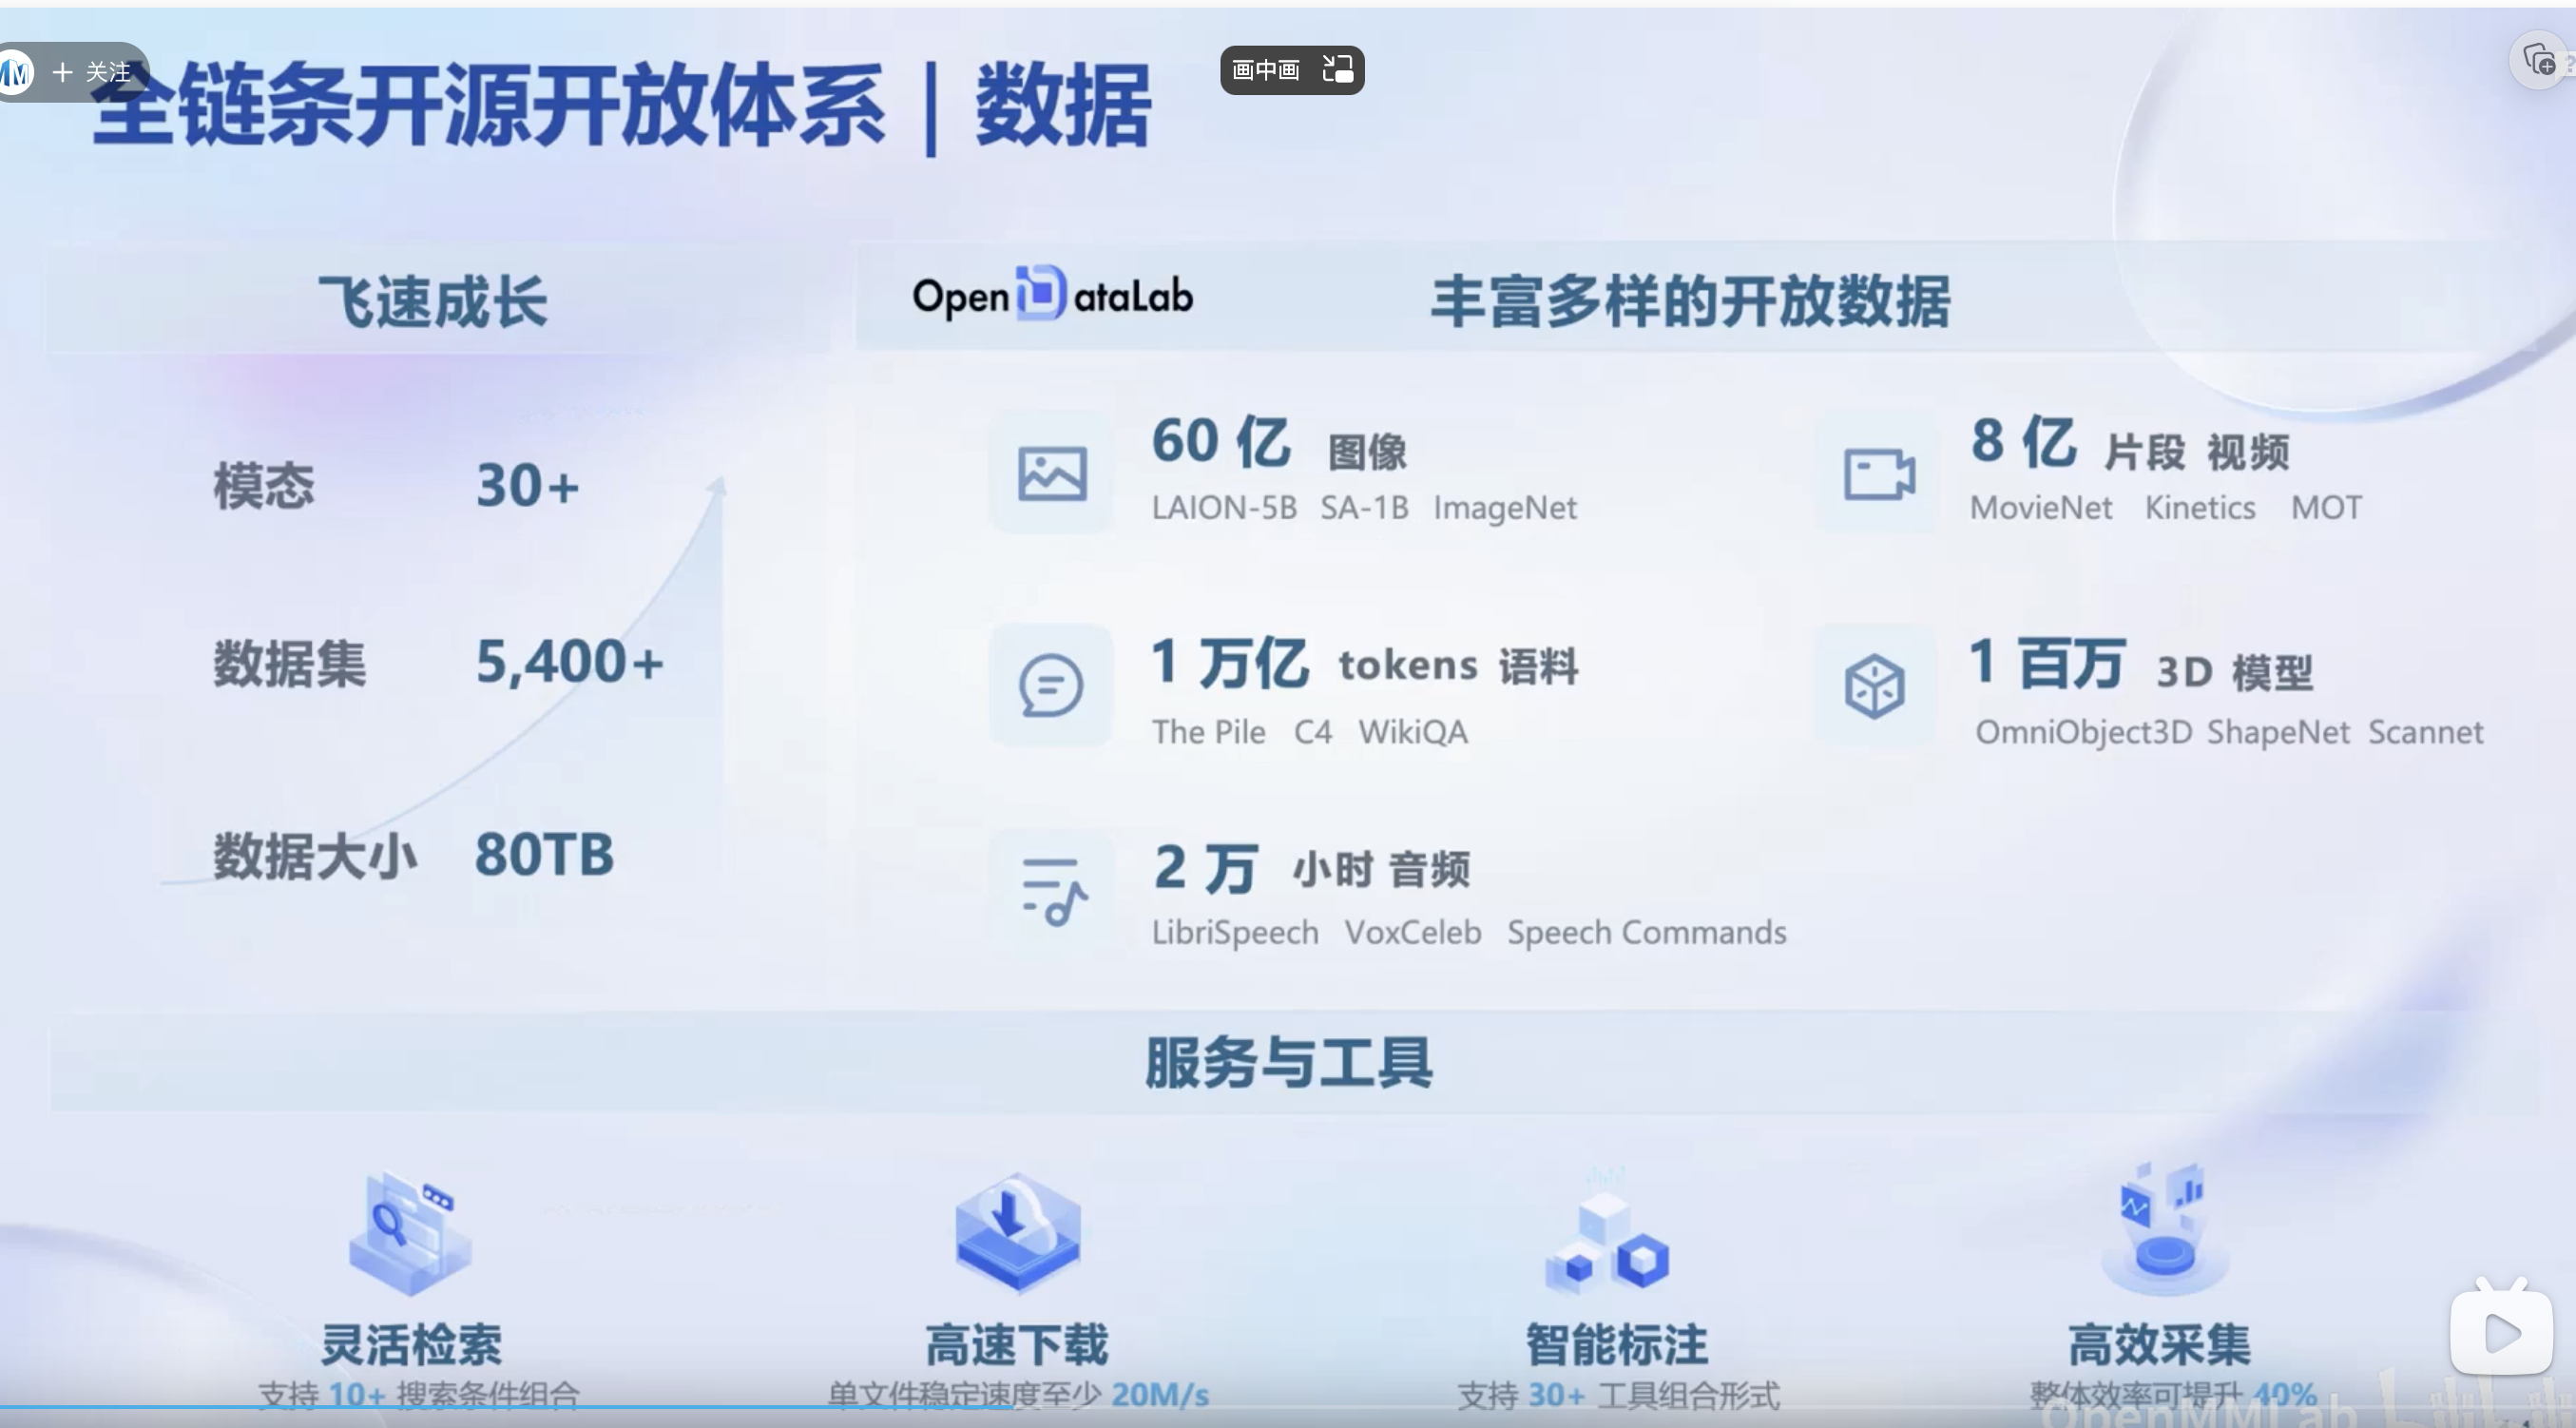 + 关注
画中画
全链条开源开放体系 | 数据
飞速成长
OpenDataLab
丰富多样的开放数据
模态 30+
数据集 5,400+
数据大小 80TB
60 亿 图像
LAION-5B SA-1B ImageNet
8 亿 片段 视频
MovieNet Kinetics MOT
1 万亿 tokens 语料
The Pile C4 WikiQA
1 百万 3D 模型
OmniObject3D ShapeNet Scannet
2 万 小时 音频
LibriSpeech VoxCeleb Speech Commands
服务与工具
灵活检索
支持 10+ 搜索条件组合
高速下载
单文件稳定速度至少 20M/s
智能标注
支持 30+ 工具组合形式
高效采集
整体效率可提升 40%
OpenMMLab